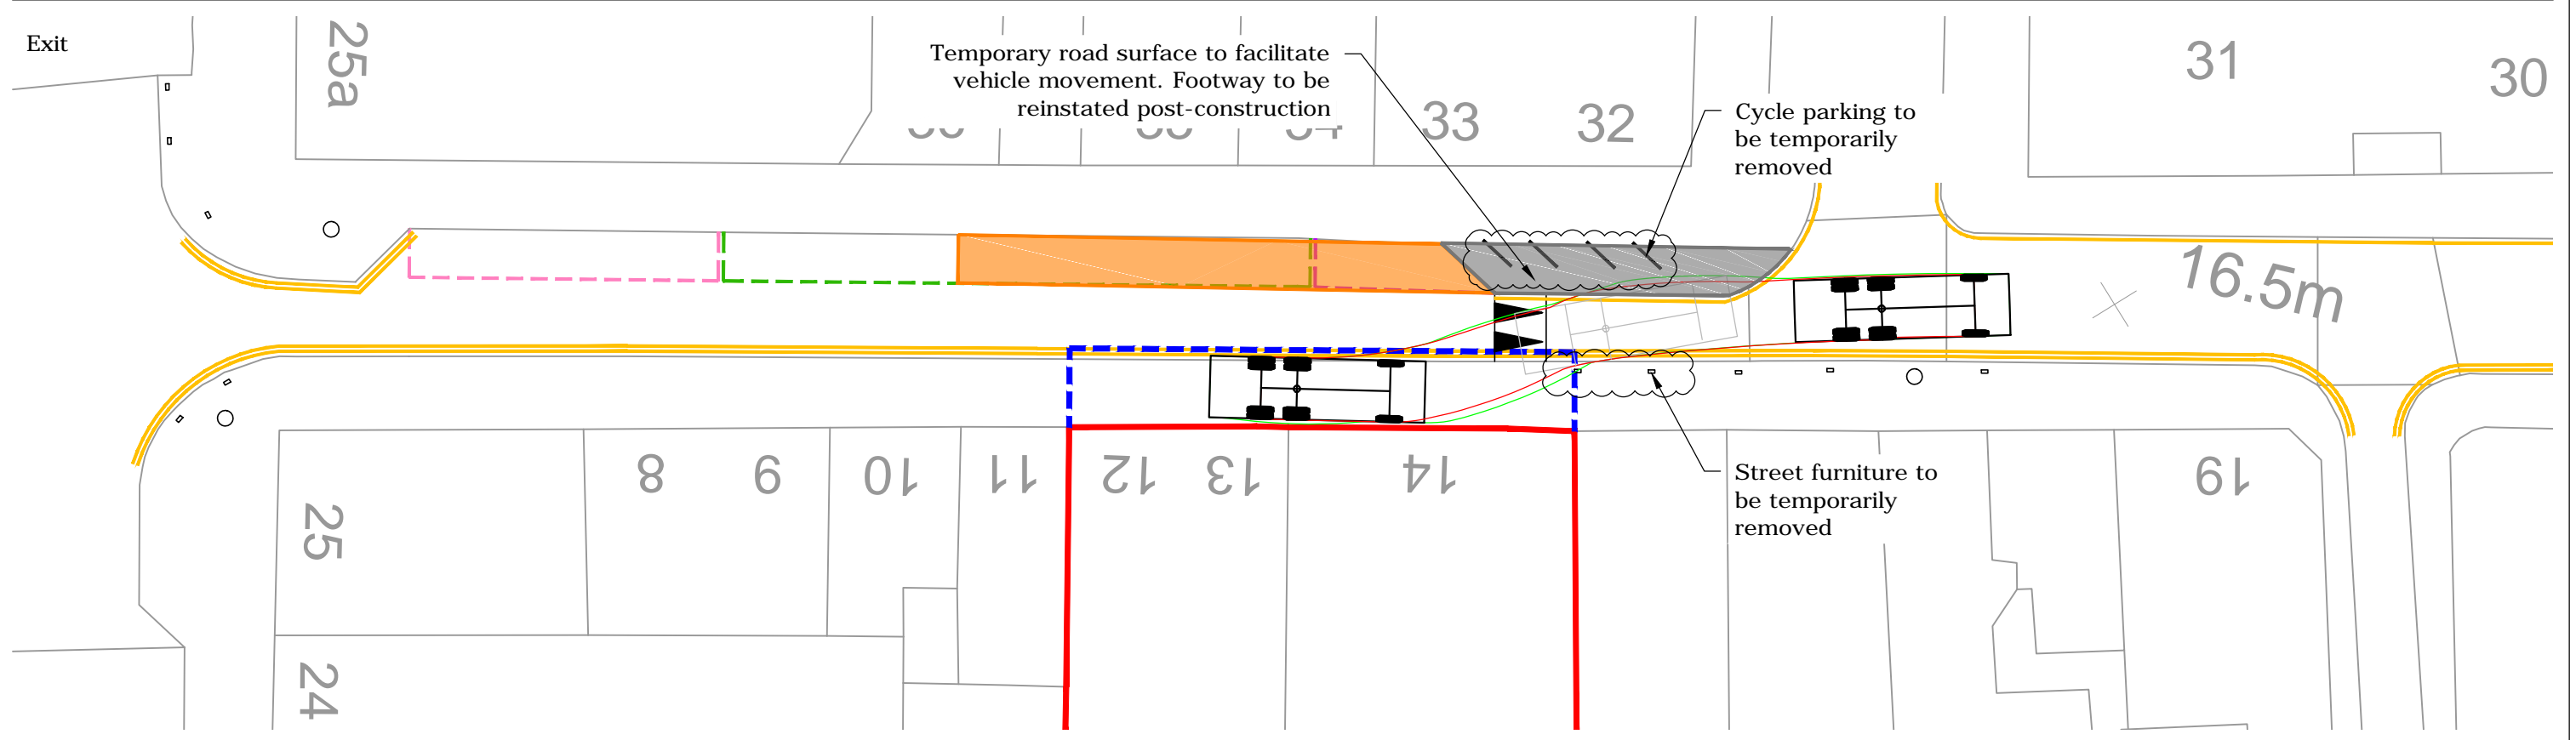 Exit
25a
Temporary road surface to facilitate
vehicle movement. Footway to be
reinstated post-construction
33
32
Cycle parking to
be temporarily
removed
31
30
16.5m
8
9
10
11
12
13
14
19
Street furniture to
be temporarily
removed
25
24